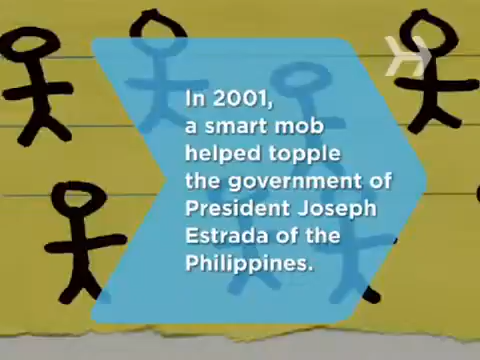 In 2001,
a smart mob
helped topple
the government of
President Joseph
Estrada of the
Philippines.